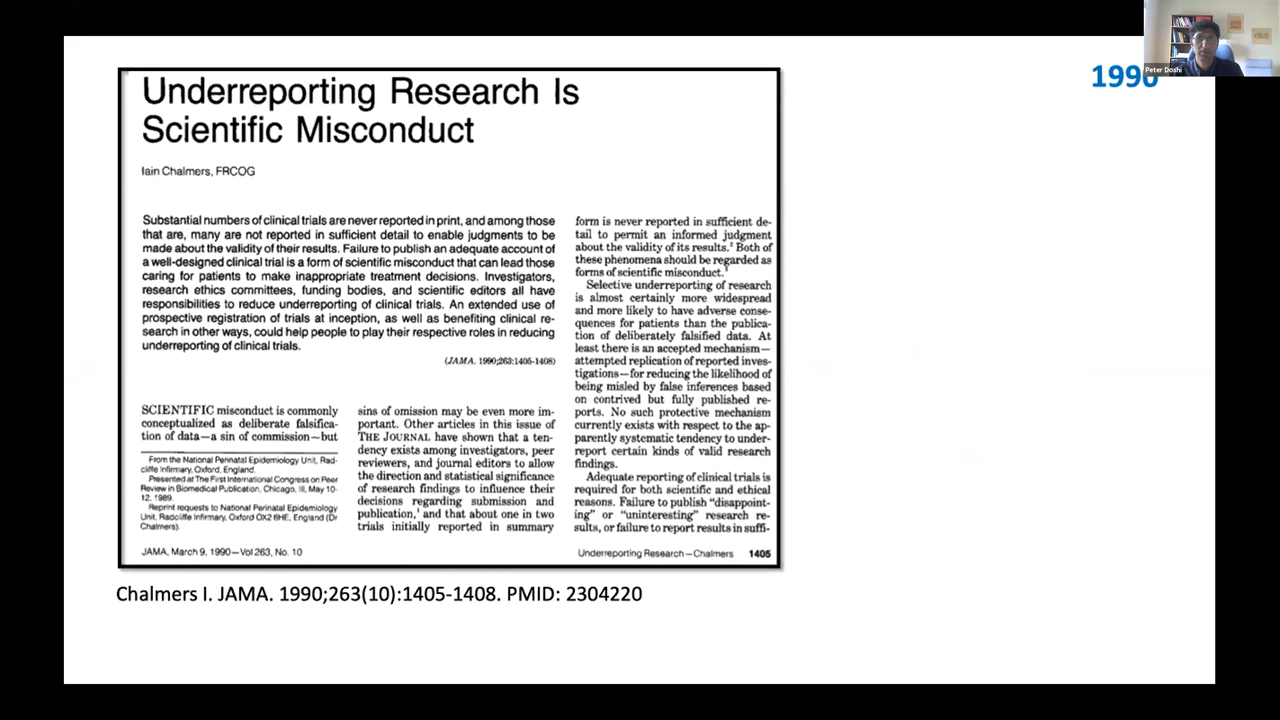 Peter Doshi
1990
Underreporting Research Is
Scientific Misconduct
Iain Chalmers, FRCOG
Substantial numbers of clinical trials are never reported in print, and among those
that are, many are not reported in sufficient detail to enable judgments to be
made about the validity of their results. Failure to publish an adequate account of
a well-designed clinical trial is a form of scientific misconduct that can lead those
caring for patients to make inappropriate treatment decisions. Investigators,
research ethics committees, funding bodies, and scientific editors all have
responsibilities to reduce underreporting of clinical trials. An extended use of
prospective registration of trials at inception, as well as benefiting clinical re-
search in other ways, could help people to play their respective roles in reducing
underreporting of clinical trials.
(JAMA. 1990;263:1405-1408)
SCIENTIFIC misconduct is commonly
conceptualized as deliberate falsifica-
tion of data—a sin of commission—but
From the National Perinatal Epidemiology Unit, Rad-
cliffe Infirmary, Oxford, England.
Presented at The First International Congress on Peer
Review in Biomedical Publication, Chicago, Ill, May 10-
12, 1989.
Reprint requests to National Perinatal Epidemiology
Unit, Radcliffe Infirmary, Oxford OX2 6HE, England (Dr
Chalmers).
sins of omission may be even more im-
portant. Other articles in this issue of
THE JOURNAL have shown that a ten-
dency exists among investigators, peer
reviewers, and journal editors to allow
the direction and statistical significance
of research findings to influence their
decisions regarding submission and
publication,¹ and that about one in two
trials initially reported in summary
form is never reported in sufficient de-
tail to permit an informed judgment
about the validity of its results.² Both of
these phenomena should be regarded as
forms of scientific misconduct.³
Selective underreporting of research
is almost certainly more widespread
and more likely to have adverse conse-
quences for patients than the publica-
tion of deliberately falsified data. At
least there is an accepted mechanism—
attempted replication of reported inves-
tigations—for reducing the likelihood of
being misled by false inferences based
on contrived but fully published re-
ports. No such protective mechanism
currently exists with respect to the ap-
parently systematic tendency to under-
report certain kinds of valid research
findings.
Adequate reporting of clinical trials is
required for both scientific and ethical
reasons. Failure to publish “disappoint-
ing” or “uninteresting” research re-
sults, or failure to report results in suffi-
JAMA, March 9, 1990—Vol 263, No. 10
Underreporting Research—Chalmers 1405
Chalmers I. JAMA. 1990;263(10):1405-1408. PMID: 2304220